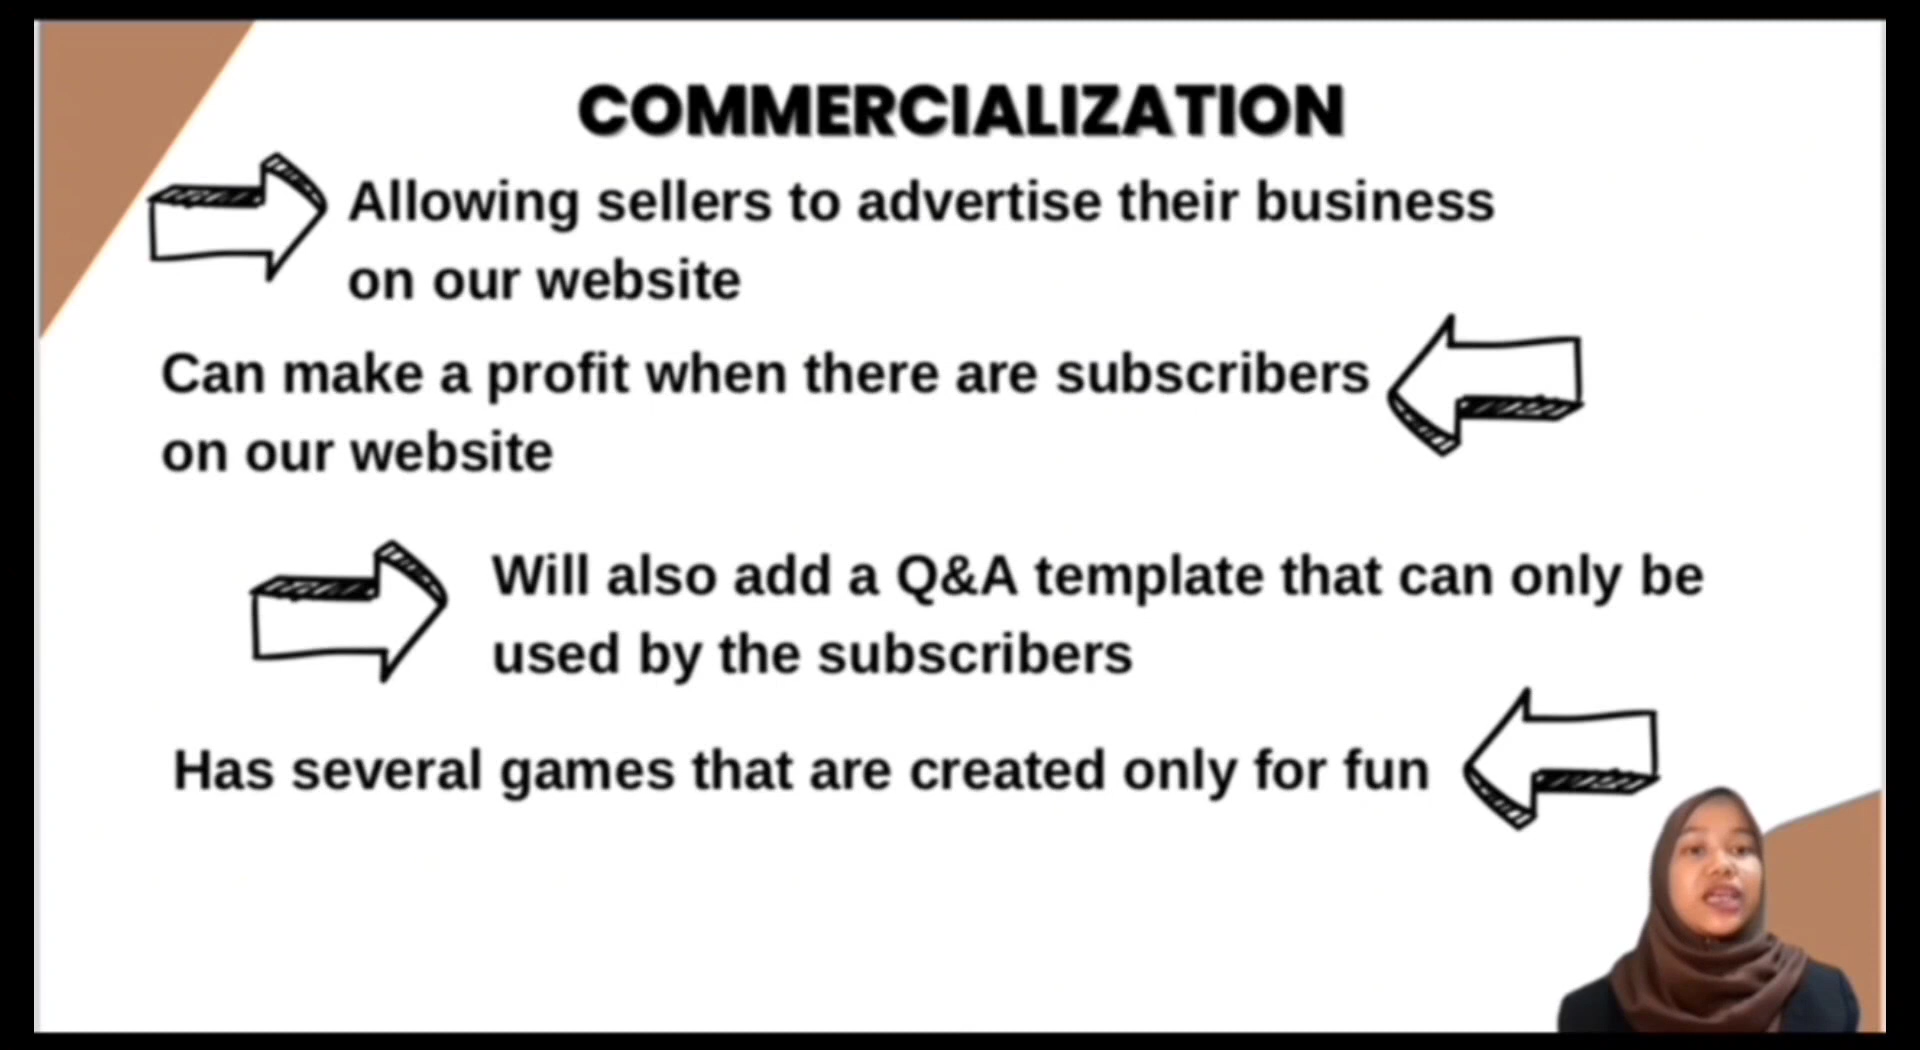 COMMERCIALIZATION
Allowing sellers to advertise their business
on our website
Can make a profit when there are subscribers
on our website
Will also add a Q&A template that can only be
used by the subscribers
Has several games that are created only for fun